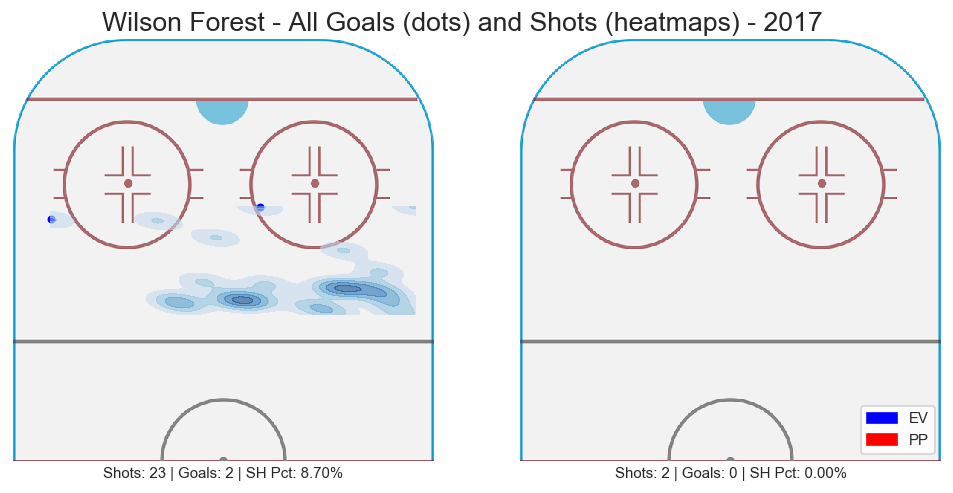 Wilson Forest - All Goals (dots) and Shots (heatmaps) - 2017
EV
PP
Shots: 23 | Goals: 2 | SH Pct: 8.70%
Shots: 2 | Goals: 0 | SH Pct: 0.00%